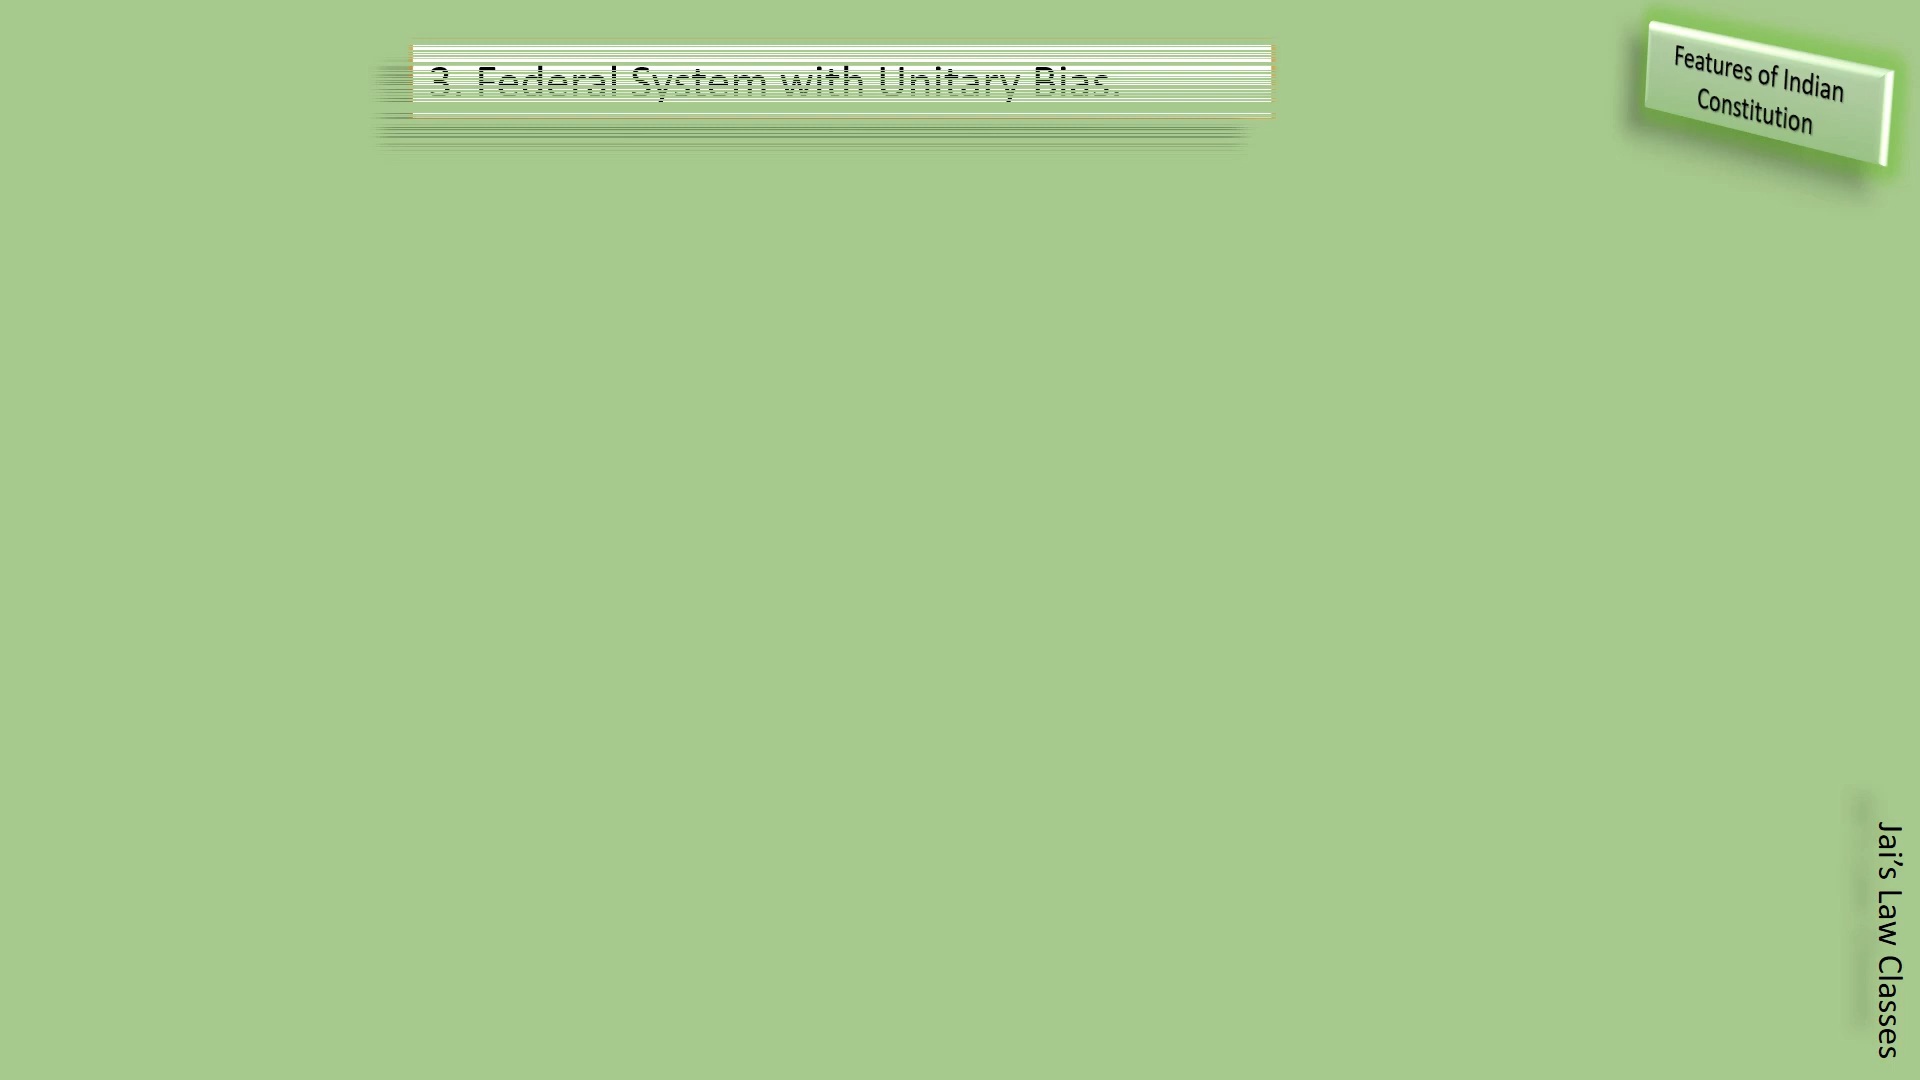 3. Federal System with Unitary Bias.
Features of Indian
Constitution
Jai’s Law Classes